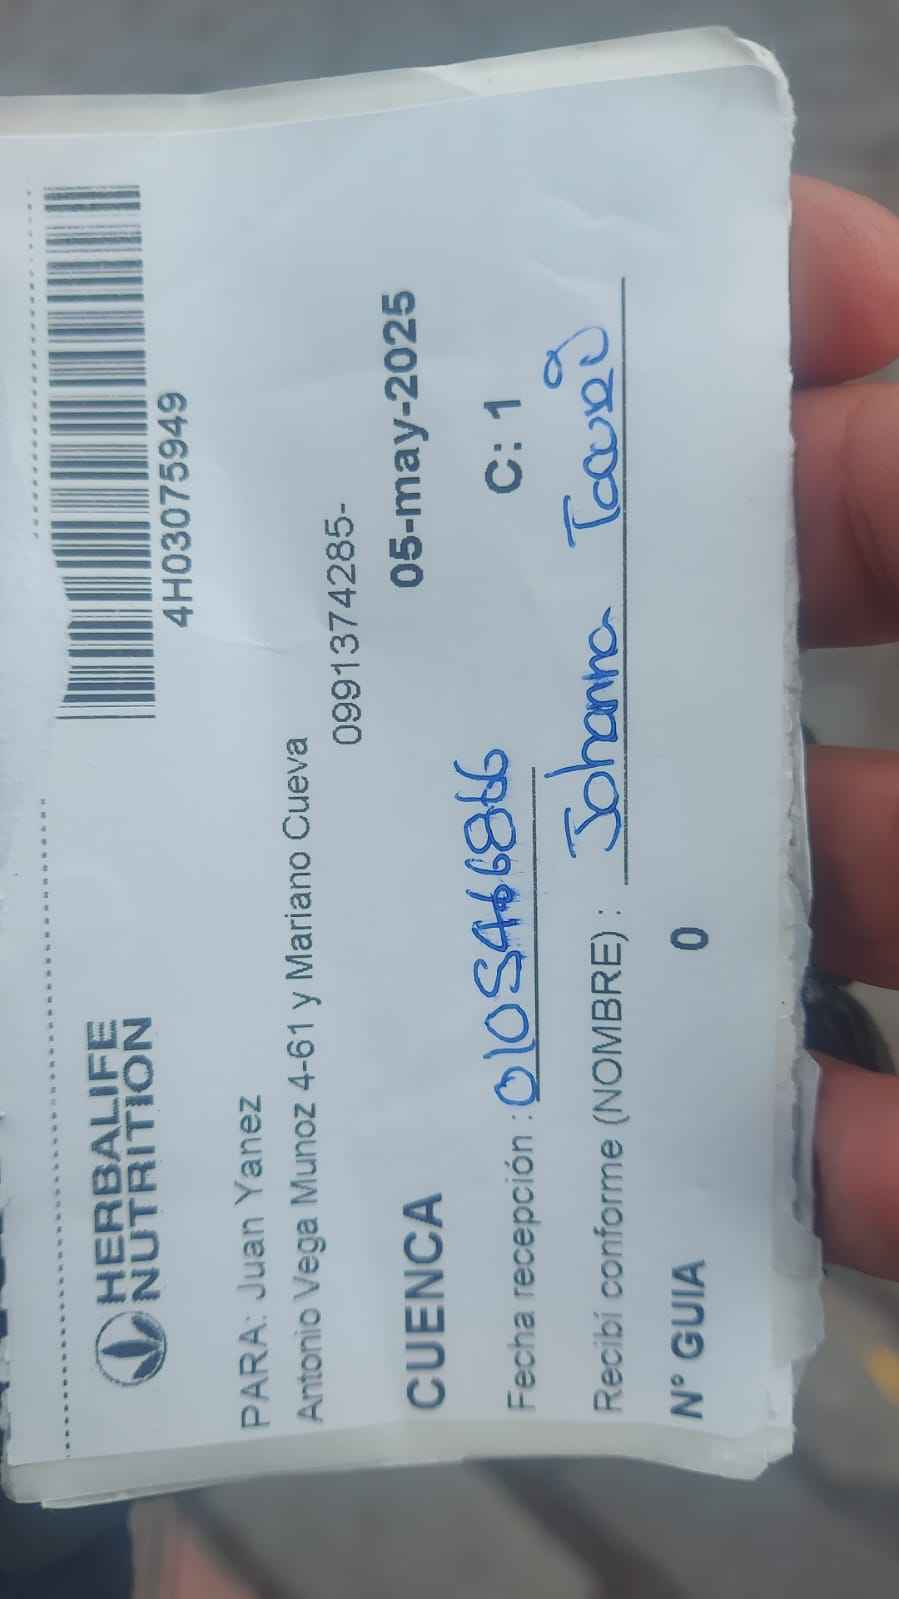 HERBALIFE
NUTRITION
4H03075949
PARA: Juan Yanez
Antonio Vega Munoz 4-61 y Mariano Cueva
0991374285-
CUENCA 05-may-2025
Fecha recepción : 0105466866 C: 1
Recibí conforme (NOMBRE) : Johanna
N° GUIA 0